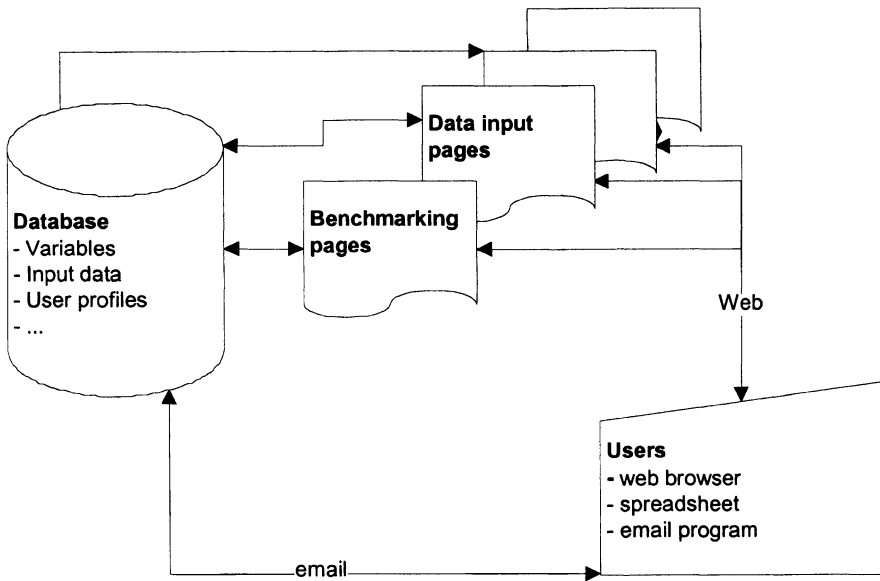 Data input
pages
Benchmarking
pages
Database
- Variables
- Input data
- User profiles
- ...
Web
Users
- web browser
- spreadsheet
- email program
email